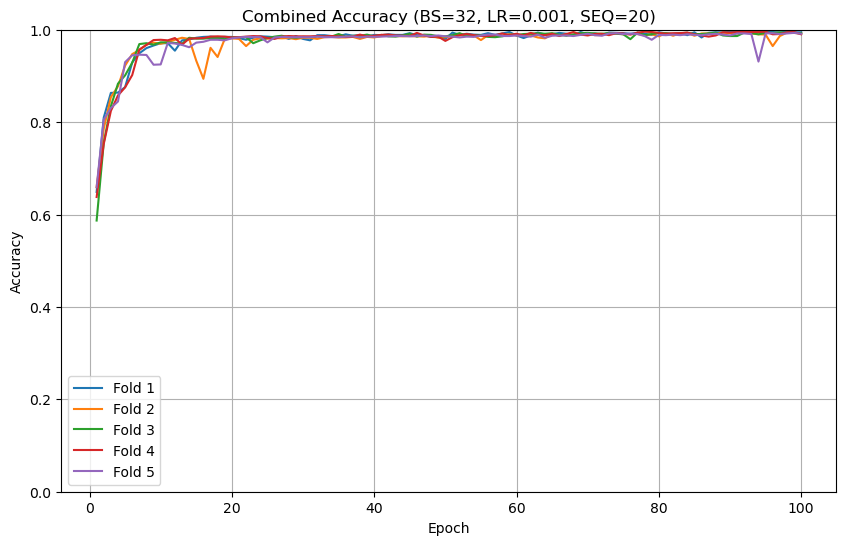 Combined Accuracy (BS=32, LR=0.001, SEQ=20)
1.0
0.8
0.6
0.4
0.2
0.0
Accuracy
Fold 1
Fold 2
Fold 3
Fold 4
Fold 5
0 20 40 60 80 100
Epoch